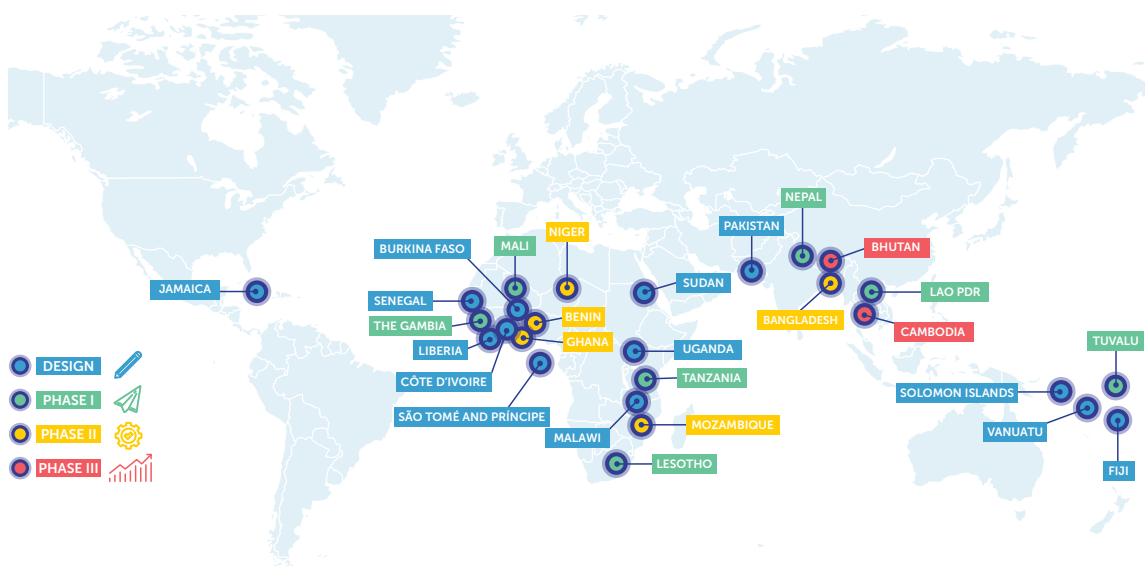 NEPAL
PAKISTAN
NIGER
MALI
BURKINA FASO
BHUTAN
SUDAN
JAMAICA
SENEGAL
LAO PDR
THE GAMBIA
BENIN
BANGLADESH
CAMBODIA
GHANA
LIBERIA
UGANDA
TUVALU
DESIGN
CÔTE D'IVOIRE
TANZANIA
SOLOMON ISLANDS
PHASE I
SÃO TOMÉ AND PRÍNCIPE
MOZAMBIQUE
VANUATU
PHASE II
MALAWI
LESOTHO
PHASE III
FIJI